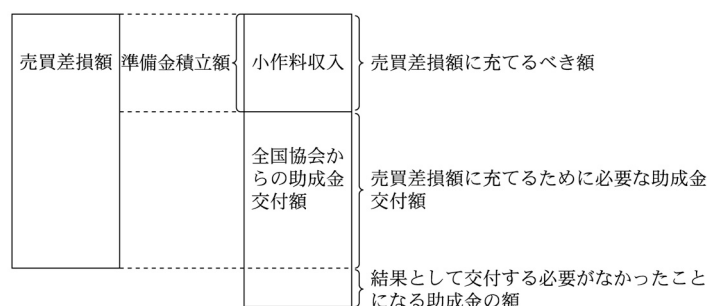 売買差損額
準備金積立額
小作料収入
売買差損額に充てるべき額
全国協会か
らの助成金
交付額
売買差損額に充てるために必要な助成金
交付額
結果として交付する必要がなかったこと
になる助成金の額